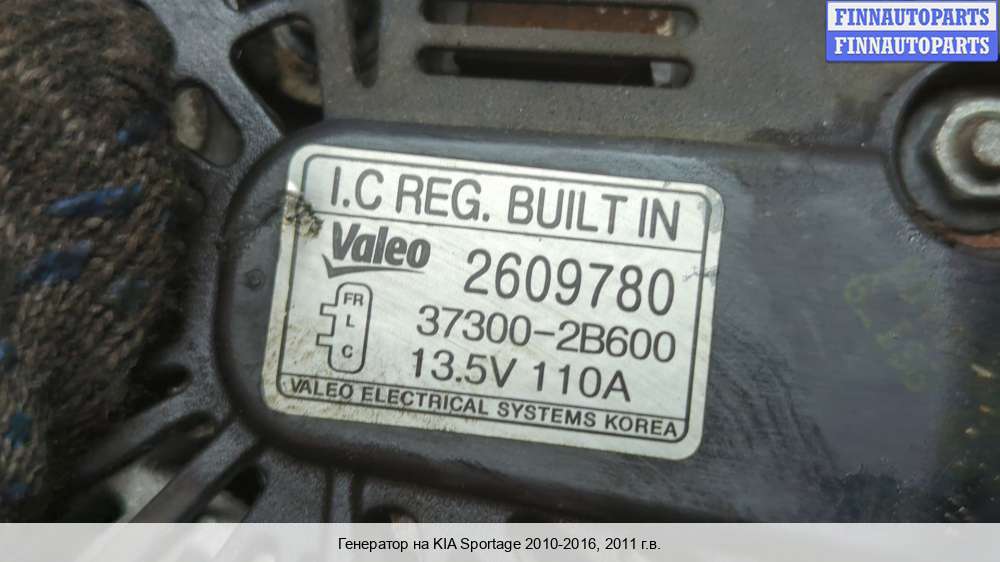 FINNAUTOPARTS
FINNAUTOPARTS
I.C REG. BUILT IN
Valeo
2609780
FR
L
C
37300-2B600
13.5V 110A
VALEO ELECTRICAL SYSTEMS KOREA
Генератор на KIA Sportage 2010-2016, 2011 г.в.